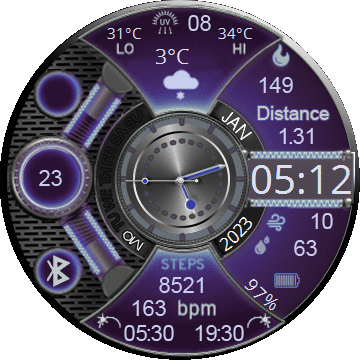 UV 08
31°C
LO
34°C
HI
3°C
149
Distance
1.31
JAN
23
05:12
2023
10
63
STEPS
8521
97%
163 bpm
05:30 19:30